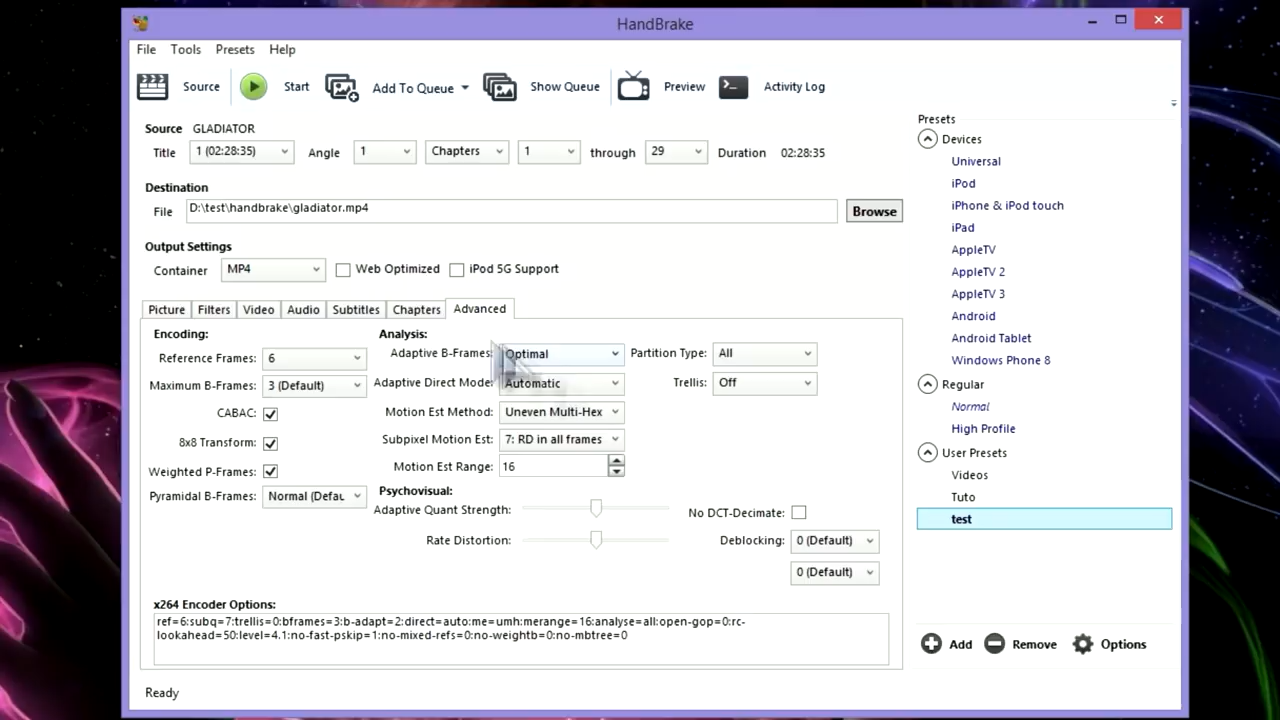 HandBrake
File Tools Presets Help
Source Start Add To Queue Show Queue Preview Activity Log
Source GLADIATOR
Title 1 (02:28:35) Angle 1 Chapters 1 through 29 Duration 02:28:35
Destination
File D:\test\handbrake\gladiator.mp4 Browse
Output Settings
Container MP4 Web Optimized iPod 5G Support
Picture Filters Video Audio Subtitles Chapters Advanced
Encoding:
Reference Frames: 6
Maximum B-Frames: 3 (Default)
CABAC:
8x8 Transform:
Weighted P-Frames:
Pyramidal B-Frames: Normal (Defau
Analysis:
Adaptive B-Frames: Optimal
Adaptive Direct Mode: Automatic
Motion Est Method: Uneven Multi-Hex
Subpixel Motion Est: 7: RD in all frames
Motion Est Range: 16
Partition Type: All
Trellis: Off
Psychovisual:
Adaptive Quant Strength:
Rate Distortion:
No DCT-Decimate:
Deblocking: 0 (Default)
0 (Default)
x264 Encoder Options:
ref=6:subq=7:trellis=0:bframes=3:b-adapt=2:direct=auto:me=umh:merange=16:analyse=all:open-gop=0:rc-
lookahead=50:level=4.1:no-fast-pskip=1:no-mixed-refs=0:no-weightb=0:no-mbtree=0
Ready
Presets
Devices
Universal
iPod
iPhone & iPod touch
iPad
AppleTV
AppleTV 2
AppleTV 3
Android
Android Tablet
Windows Phone 8
Regular
Normal
High Profile
User Presets
Videos
Tuto
test
Add Remove Options